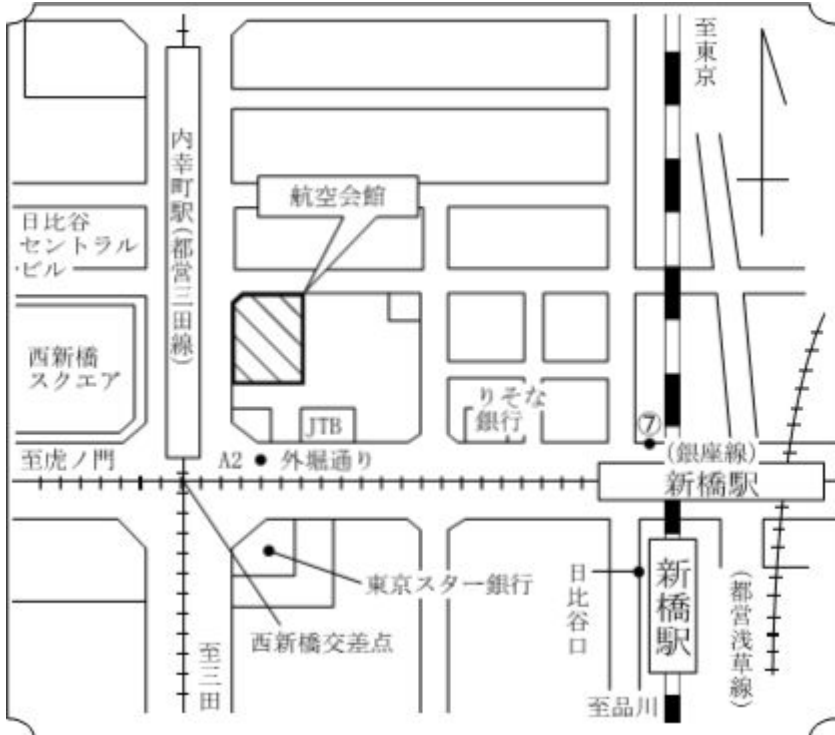 至東京
内幸町駅(都営三田線)
航空会館
日比谷
セントラル
ビル
西新橋
スクエア
りそな
銀行
JTB
⑦
至虎ノ門
A2
外堀通り
(銀座線)
新橋駅
東京スター銀行
日比谷口
新橋駅
(都営浅草線)
西新橋交差点
至三田
至品川